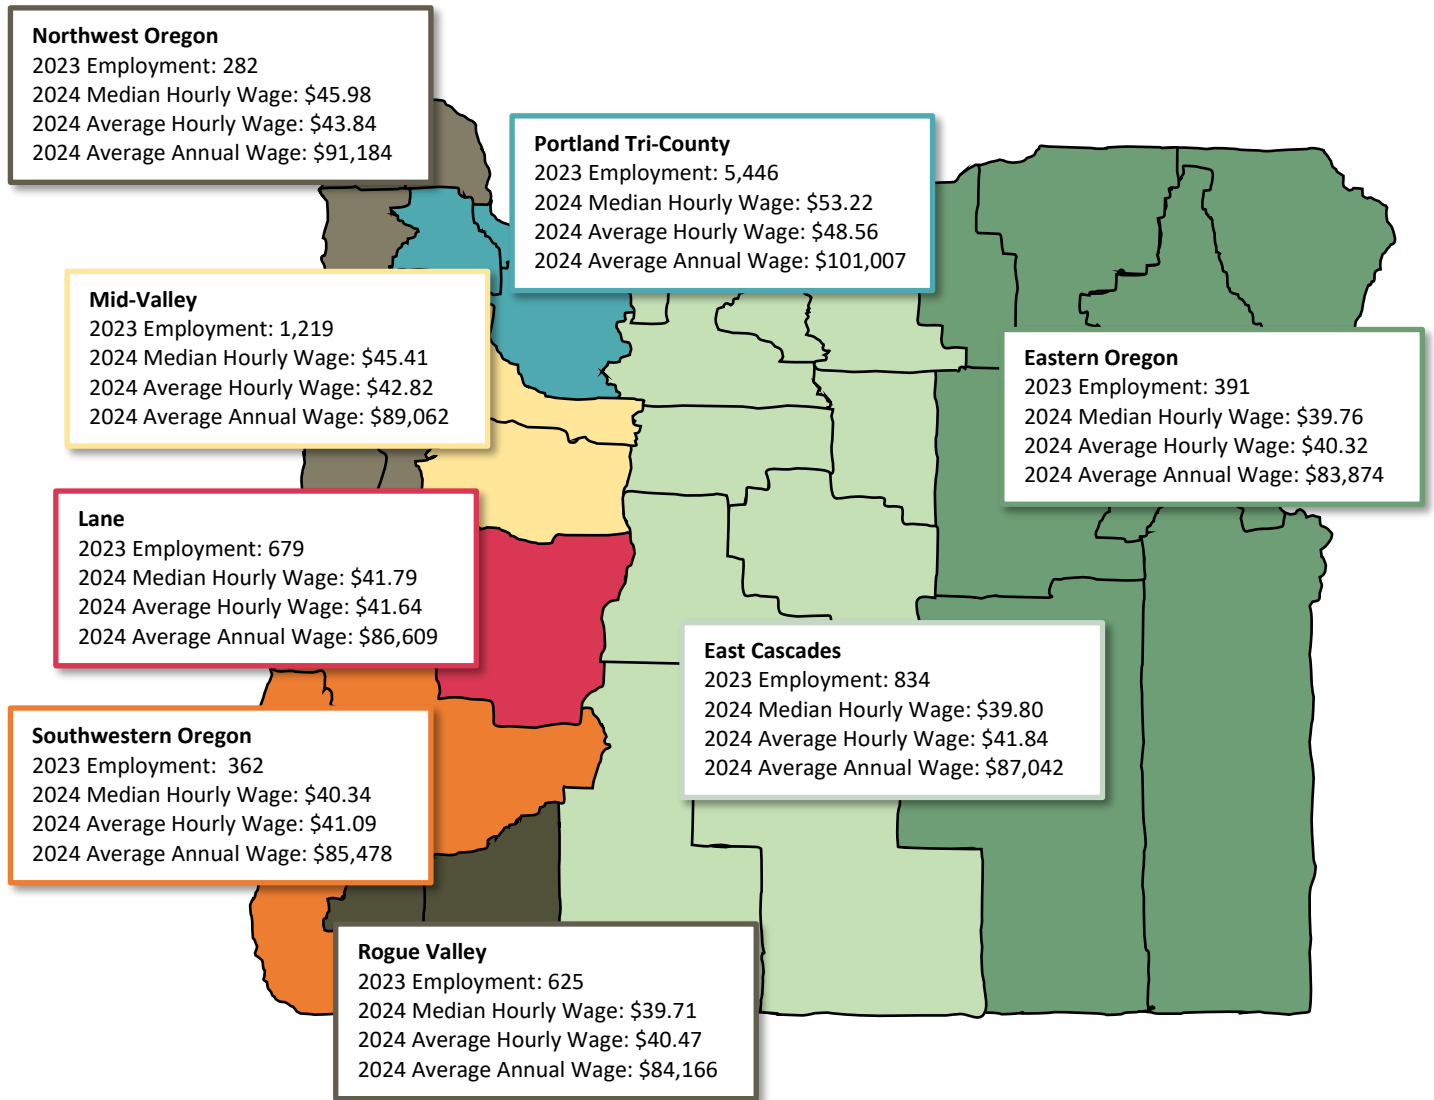 Northwest Oregon
2023 Employment: 282
2024 Median Hourly Wage: $45.98
2024 Average Hourly Wage: $43.84
2024 Average Annual Wage: $91,184
Portland Tri-County
2023 Employment: 5,446
2024 Median Hourly Wage: $53.22
2024 Average Hourly Wage: $48.56
2024 Average Annual Wage: $101,007
Mid-Valley
2023 Employment: 1,219
2024 Median Hourly Wage: $45.41
2024 Average Hourly Wage: $42.82
2024 Average Annual Wage: $89,062
Eastern Oregon
2023 Employment: 391
2024 Median Hourly Wage: $39.76
2024 Average Hourly Wage: $40.32
2024 Average Annual Wage: $83,874
Lane
2023 Employment: 679
2024 Median Hourly Wage: $41.79
2024 Average Hourly Wage: $41.64
2024 Average Annual Wage: $86,609
East Cascades
2023 Employment: 834
2024 Median Hourly Wage: $39.80
2024 Average Hourly Wage: $41.84
2024 Average Annual Wage: $87,042
Southwestern Oregon
2023 Employment:  362
2024 Median Hourly Wage: $40.34
2024 Average Hourly Wage: $41.09
2024 Average Annual Wage: $85,478
Rogue Valley
2023 Employment: 625
2024 Median Hourly Wage: $39.71
2024 Average Hourly Wage: $40.47
2024 Average Annual Wage: $84,166